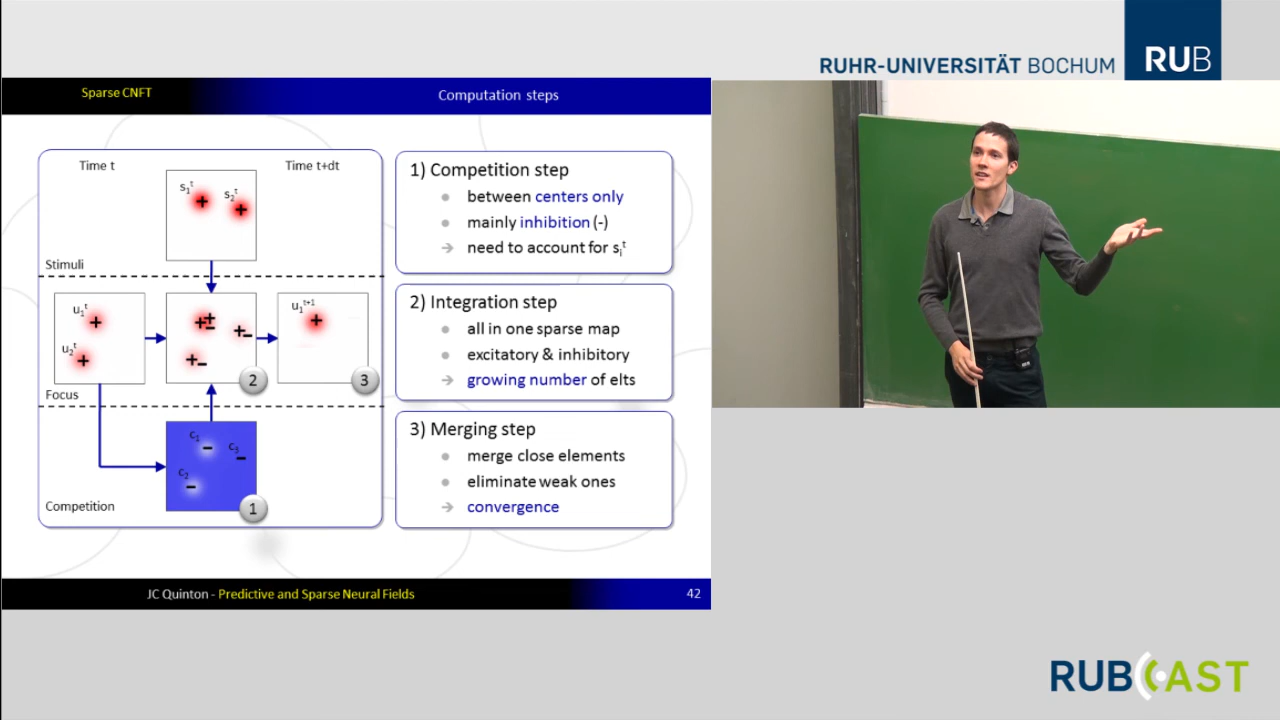 RUHR-UNIVERSITÄT BOCHUM
RUB
Sparse CNFT
Computation steps
Time t
Time t+dt
s₁ᵗ
s₂ᵗ
Stimuli
u₁ᵗ
u₂ᵗ
u₁ᵗ⁺¹
2
3
Focus
c₁
c₂
c₃
1
Competition
1) Competition step
between centers only
mainly inhibition (-)
need to account for sᵢᵗ
2) Integration step
all in one sparse map
excitatory & inhibitory
growing number of elts
3) Merging step
merge close elements
eliminate weak ones
convergence
JC Quinton - Predictive and Sparse Neural Fields
42
RUBCAST